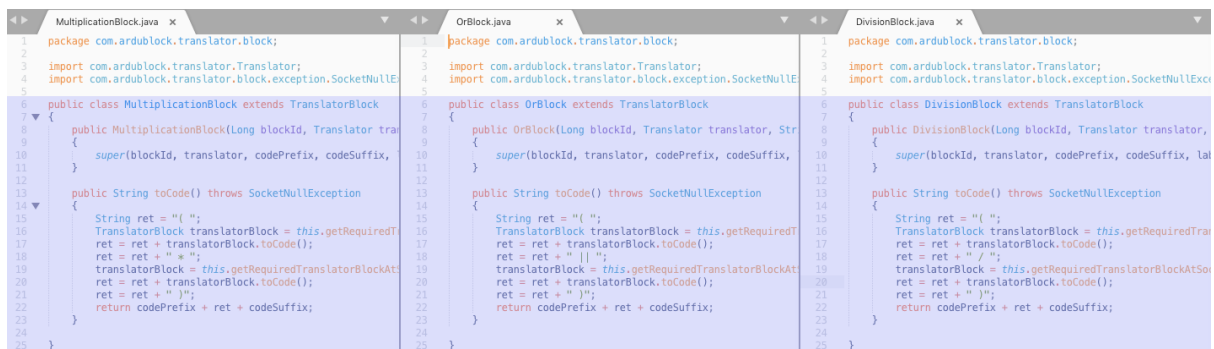 MultiplicationBlock.java ×
1 package com.ardublock.translator.block;
2
3 import com.ardublock.translator.Translator;
4 import com.ardublock.translator.block.exception.SocketNullE
5
6 public class MultiplicationBlock extends TranslatorBlock
7 {
8 public MultiplicationBlock(Long blockId, Translator tra
9 {
10 super(blockId, translator, codePrefix, codeSuffix,
11 }
12
13 public String toCode() throws SocketNullException
14 {
15 String ret = "( ";
16 TranslatorBlock translatorBlock = this.getRequiredT
17 ret = ret + translatorBlock.toCode();
18 ret = ret + " * ";
19 translatorBlock = this.getRequiredTranslatorBlockAt
20 ret = ret + translatorBlock.toCode();
21 ret = ret + " )";
22 return codePrefix + ret + codeSuffix;
23 }
24
25 }
OrBlock.java ×
1 package com.ardublock.translator.block;
2
3 import com.ardublock.translator.Translator;
4 import com.ardublock.translator.block.exception.SocketNullE
5
6 public class OrBlock extends TranslatorBlock
7 {
8 public OrBlock(Long blockId, Translator translator, Str
9 {
10 super(blockId, translator, codePrefix, codeSuffix,
11 }
12
13 public String toCode() throws SocketNullException
14 {
15 String ret = "( ";
16 TranslatorBlock translatorBlock = this.getRequiredT
17 ret = ret + translatorBlock.toCode();
18 ret = ret + " || ";
19 translatorBlock = this.getRequiredTranslatorBlockAt
20 ret = ret + translatorBlock.toCode();
21 ret = ret + " )";
22 return codePrefix + ret + codeSuffix;
23 }
24
25 }
DivisionBlock.java ×
1 package com.ardublock.translator.block;
2
3 import com.ardublock.translator.Translator;
4 import com.ardublock.translator.block.exception.SocketNullExce
5
6 public class DivisionBlock extends TranslatorBlock
7 {
8 public DivisionBlock(Long blockId, Translator translator,
9 {
10 super(blockId, translator, codePrefix, codeSuffix, lab
11 }
12
13 public String toCode() throws SocketNullException
14 {
15 String ret = "( ";
16 TranslatorBlock translatorBlock = this.getRequiredTran
17 ret = ret + translatorBlock.toCode();
18 ret = ret + " / ";
19 translatorBlock = this.getRequiredTranslatorBlockAtSoc
20 ret = ret + translatorBlock.toCode();
21 ret = ret + " )";
22 return codePrefix + ret + codeSuffix;
23 }
24
25 }